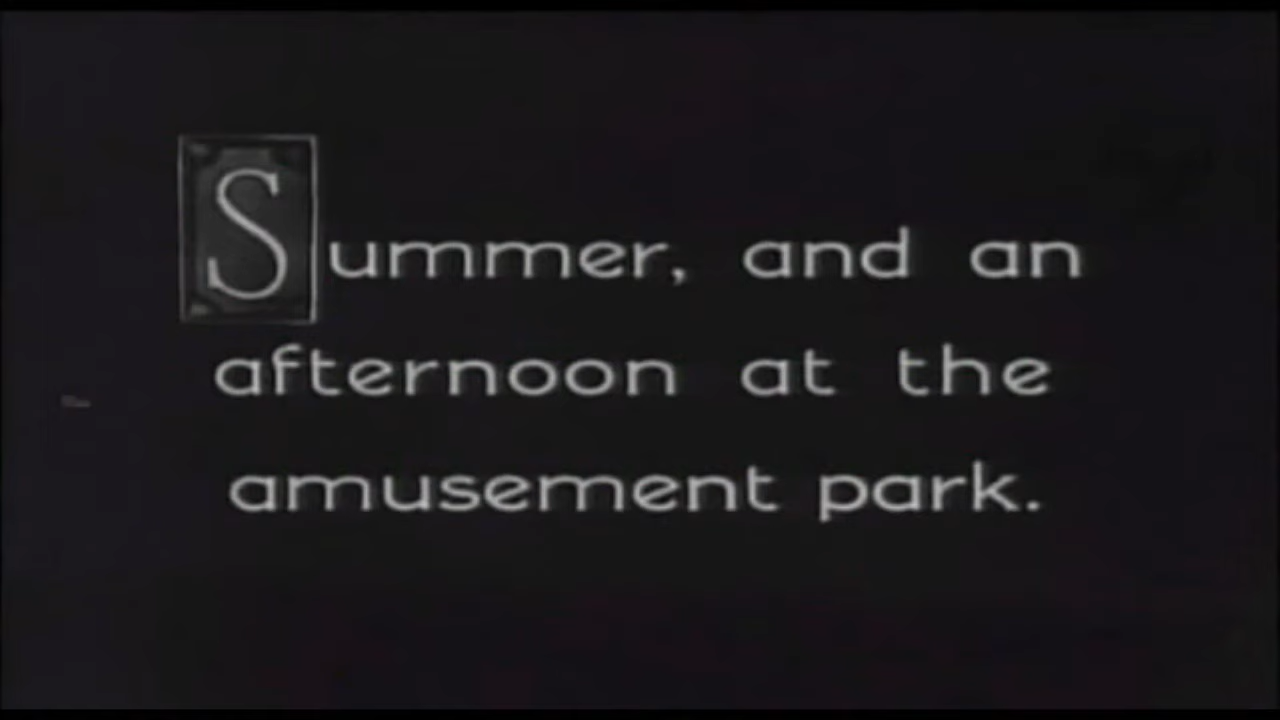 Summer, and an
afternoon at the
amusement park.